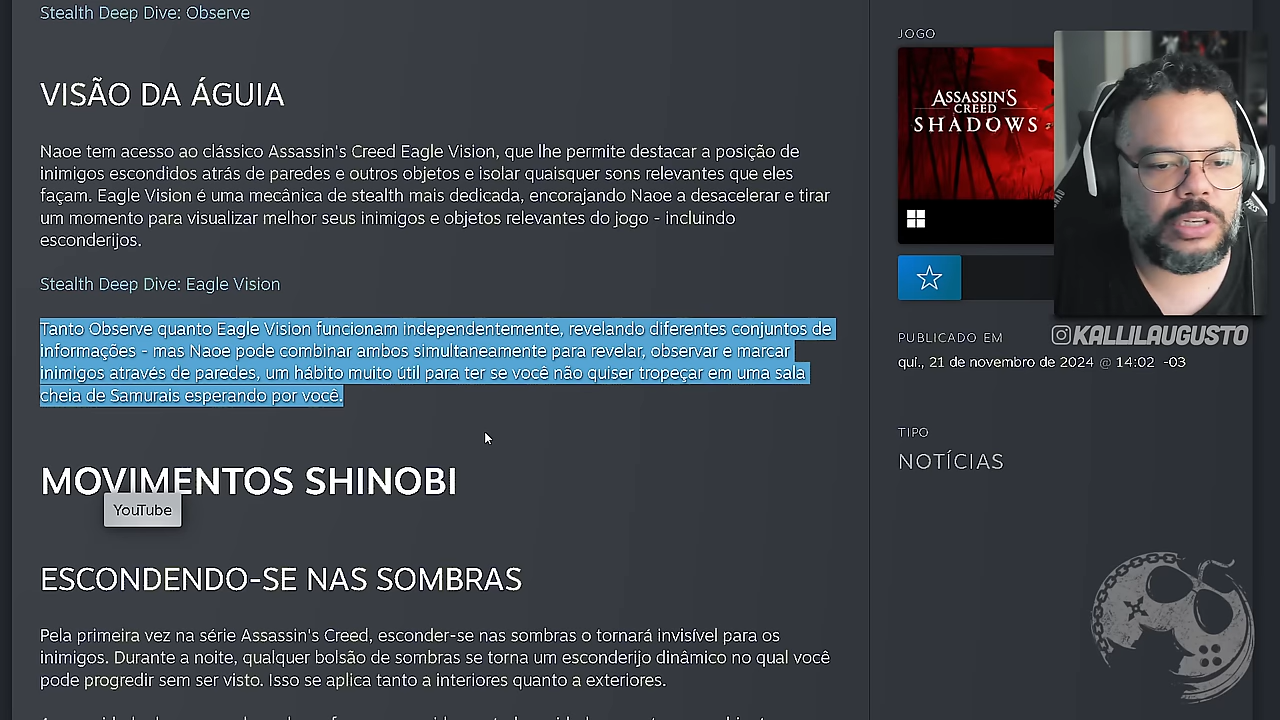 Stealth Deep Dive: Observe
VISÃO DA ÁGUIA
Naoe tem acesso ao clássico Assassin's Creed Eagle Vision, que lhe permite destacar a posição de
inimigos escondidos atrás de paredes e outros objetos e isolar quaisquer sons relevantes que eles
façam. Eagle Vision é uma mecânica de stealth mais dedicada, encorajando Naoe a desacelerar e tirar
um momento para visualizar melhor seus inimigos e objetos relevantes do jogo - incluindo
esconderijos.
Stealth Deep Dive: Eagle Vision
Tanto Observe quanto Eagle Vision funcionam independentemente, revelando diferentes conjuntos de
informações - mas Naoe pode combinar ambos simultaneamente para revelar, observar e marcar
inimigos através de paredes, um hábito muito útil para ter se você não quiser tropeçar em uma sala
cheia de Samurais esperando por você.
MOVIMENTOS SHINOBI
YouTube
ESCONDENDO-SE NAS SOMBRAS
Pela primeira vez na série Assassin's Creed, esconder-se nas sombras o tornará invisível para os
inimigos. Durante a noite, qualquer bolsão de sombras se torna um esconderijo dinâmico no qual você
pode progredir sem ser visto. Isso se aplica tanto a interiores quanto a exteriores.
JOGO
ASSASSIN'S
CREED
SHADOWS
KALLILAUGUSTO
PUBLICADO EM
qui., 21 de novembro de 2024 @ 14:02 -03
TIPO
NOTÍCIAS